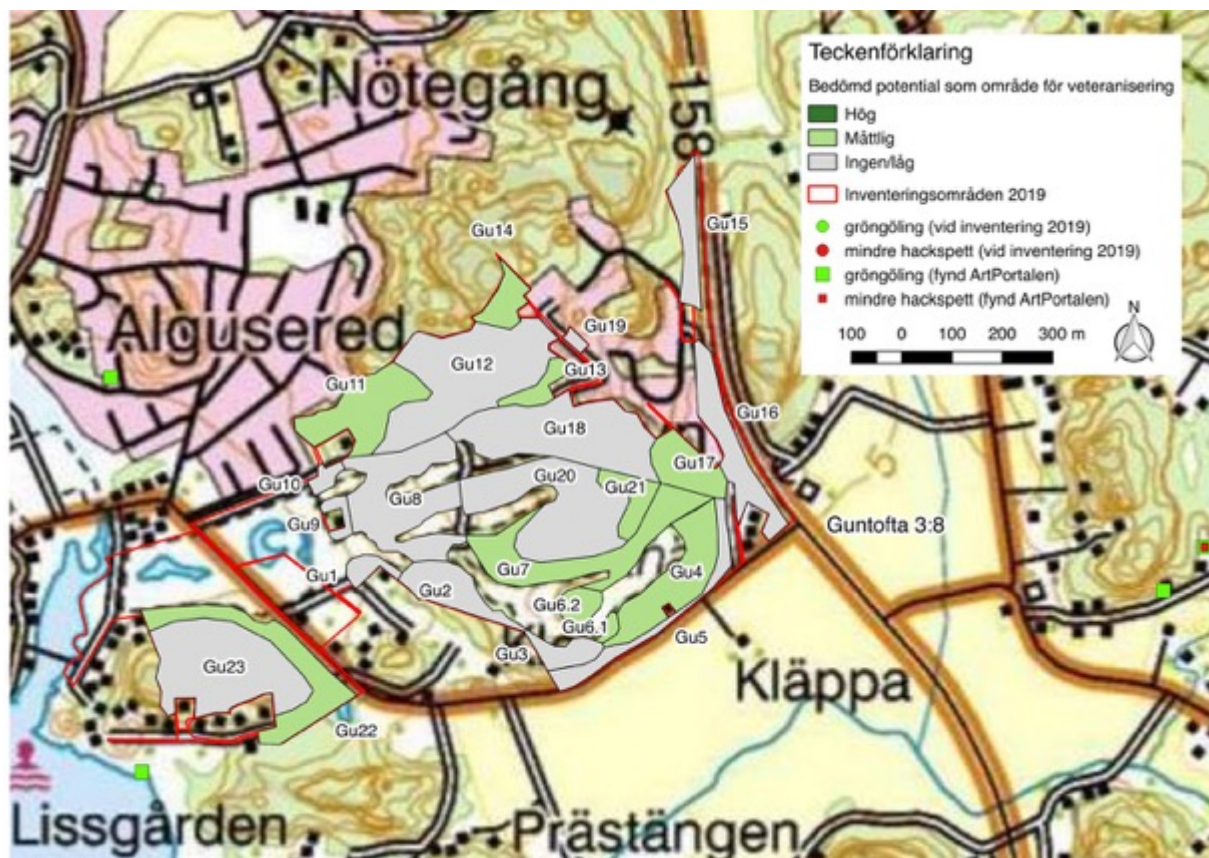 Nötegång
158
Teckenförklaring
Bedömd potential som område för veteranisering
Hög
Måttlig
Ingen/låg
Inventeringsområden 2019
gröngöling (vid inventering 2019)
mindre hackspett (vid inventering 2019)
gröngöling (fynd ArtPortalen)
mindre hackspett (fynd ArtPortalen)
N
100 0 100 200 300 m
Gu14
Gu15
Algusered
Gu19
Gu12
Gu13
Gu11
Gu16
Gu18
Gu17
5
Gu10
Gu8
Gu20
Gu21
Gu9
Guntofta 3:8
Gu1
Gu7
Gu4
Gu2
Gu6.2
Gu6.1
Gu5
Gu3
Gu23
Kläppa
Gu22
Lissgården
Prästängen